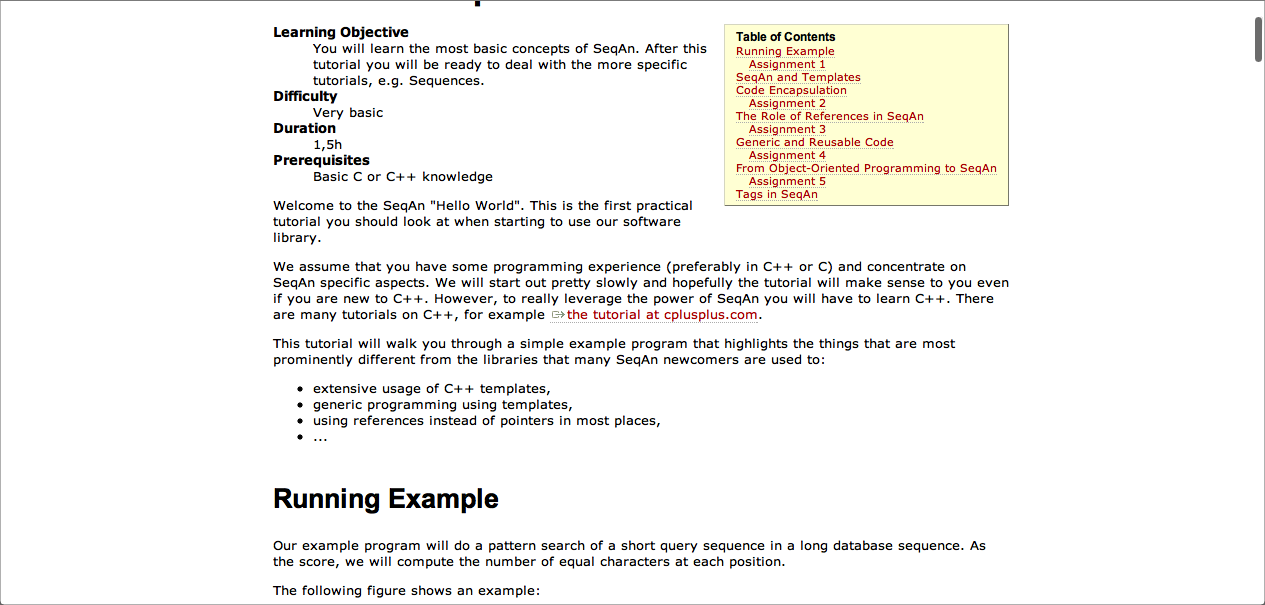 Learning Objective
You will learn the most basic concepts of SeqAn. After this
tutorial you will be ready to deal with the more specific
tutorials, e.g. Sequences.
Difficulty
Very basic
Duration
1,5h
Prerequisites
Basic C or C++ knowledge
Table of Contents
Running Example
Assignment 1
SeqAn and Templates
Code Encapsulation
Assignment 2
The Role of References in SeqAn
Assignment 3
Generic and Reusable Code
Assignment 4
From Object-Oriented Programming to SeqAn
Assignment 5
Tags in SeqAn
Welcome to the SeqAn "Hello World". This is the first practical
tutorial you should look at when starting to use our software
library.
We assume that you have some programming experience (preferably in C++ or C) and concentrate on
SeqAn specific aspects. We will start out pretty slowly and hopefully the tutorial will make sense to you even
if you are new to C++. However, to really leverage the power of SeqAn you will have to learn C++. There
are many tutorials on C++, for example the tutorial at cplusplus.com.
This tutorial will walk you through a simple example program that highlights the things that are most
prominently different from the libraries that many SeqAn newcomers are used to:
• extensive usage of C++ templates,
• generic programming using templates,
• using references instead of pointers in most places,
• ...
Running Example
Our example program will do a pattern search of a short query sequence in a long database sequence. As
the score, we will compute the number of equal characters at each position.
The following figure shows an example: